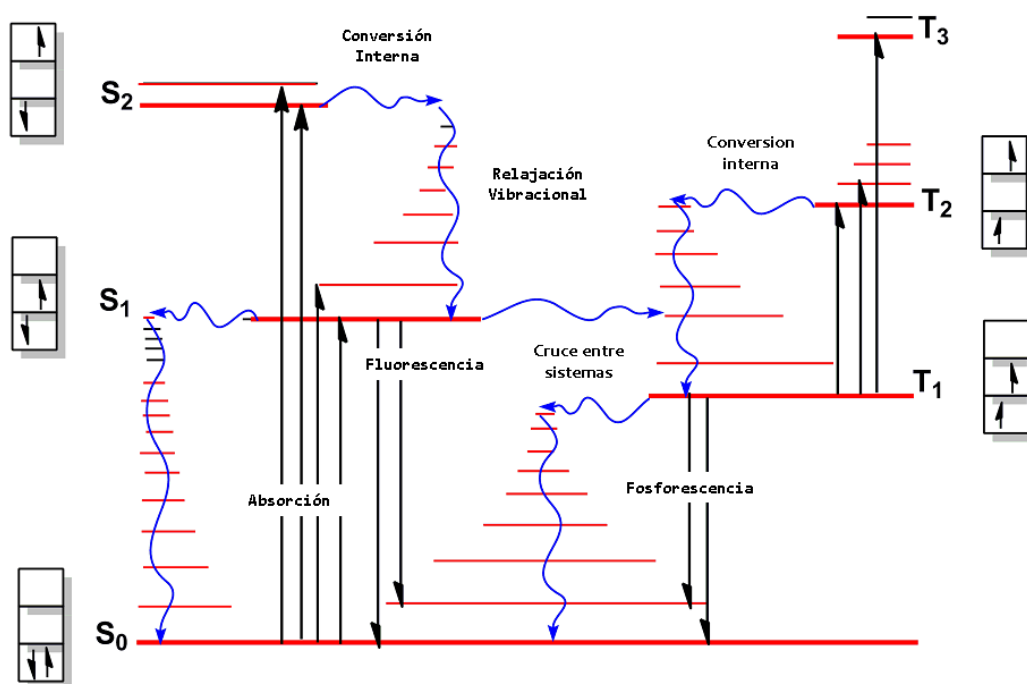 Conversión
Interna
T3
S2
Conversion
interna
Relajación
Vibracional
T2
S1
Cruce entre
sistemas
Fluorescencia
T1
Absorción
Fosforescencia
S0